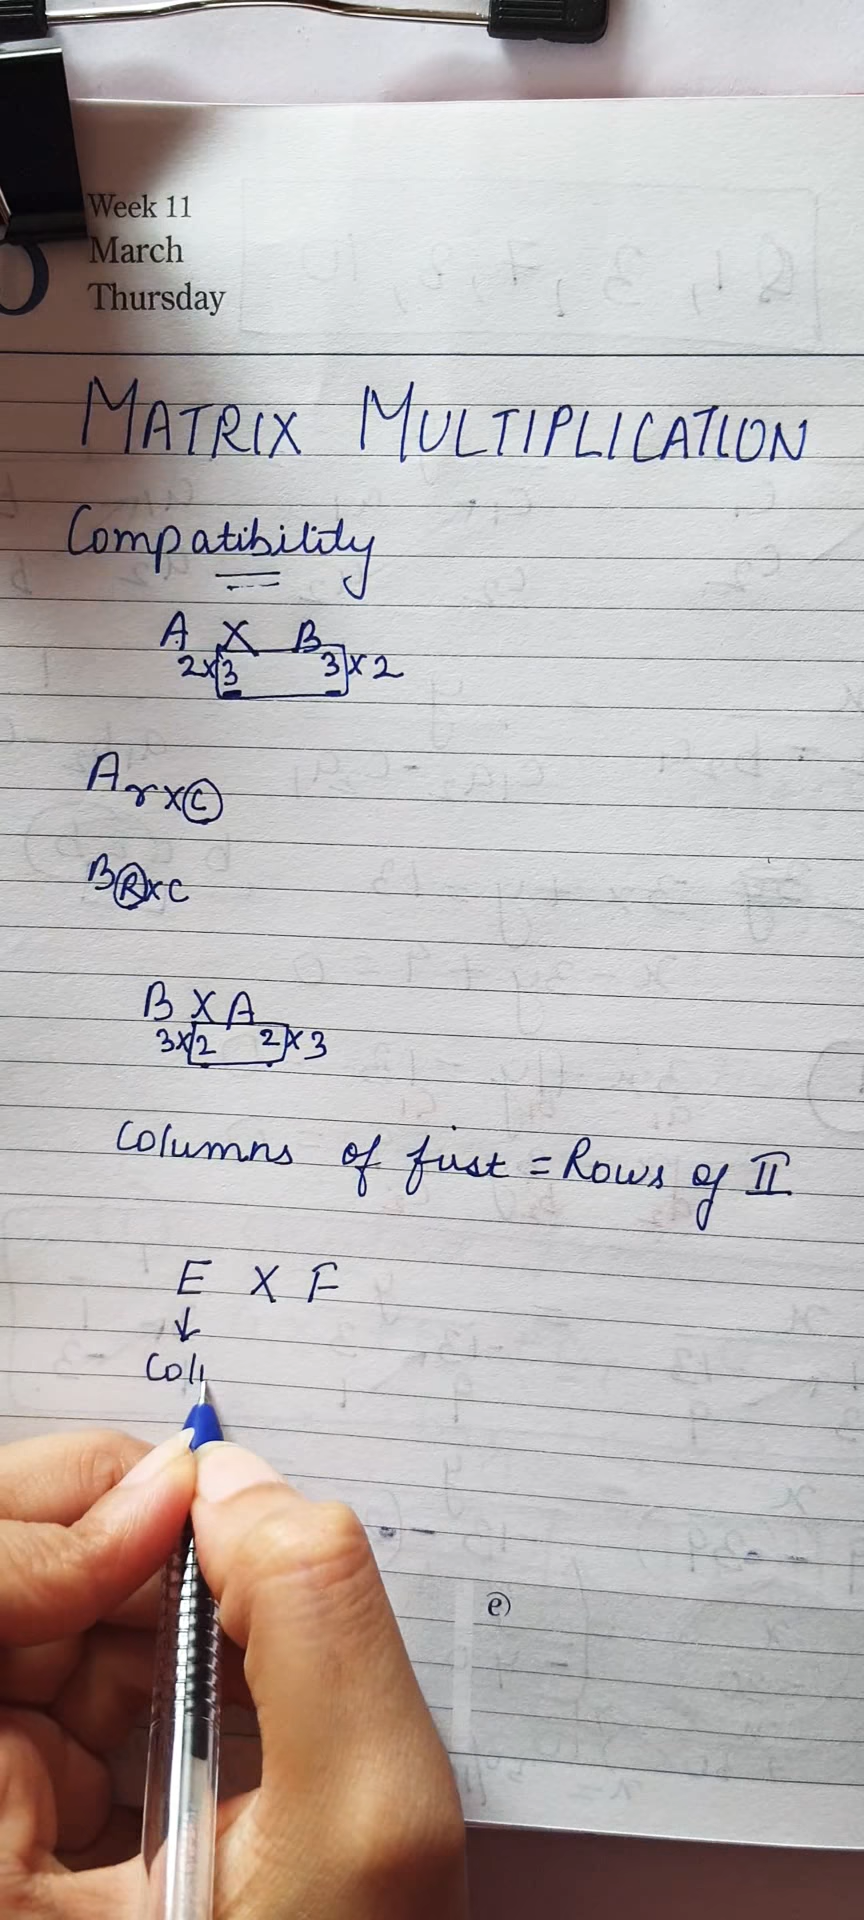 Week 11
March
Thursday
MATRIX MULTIPLICATION
Compatibility
A X B
2x3 3x2
Arxc
BRxC
B X A
3x2 2x3
Columns of first = Rows of II
E X F
↓
Colu
e